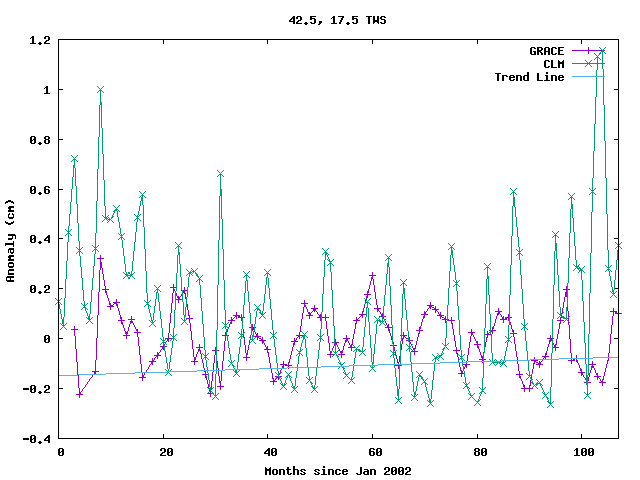 42.5, 17.5 TWS
GRACE
CLM
Trend Line
1.2
1
0.8
0.6
0.4
0.2
0
-0.2
-0.4
Anomaly (cm)
0 20 40 60 80 100
Months since Jan 2002